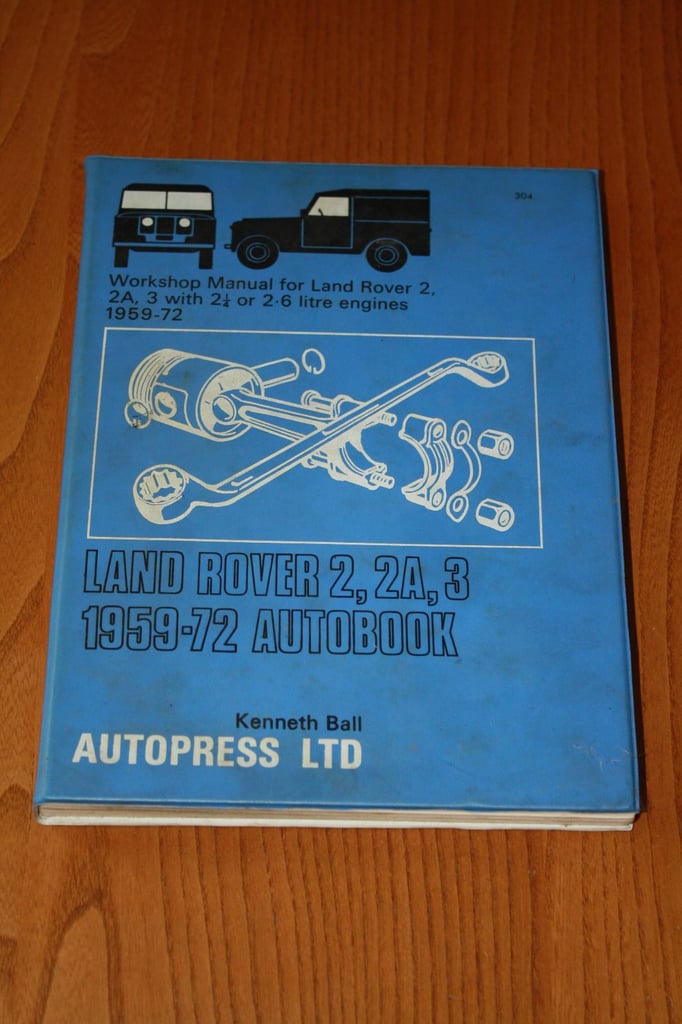 304
Workshop Manual for Land Rover 2,
2A, 3 with 2¼ or 2·6 litre engines
1959-72
LAND ROVER 2, 2A, 3
1959-72 AUTOBOOK
Kenneth Ball
AUTOPRESS LTD